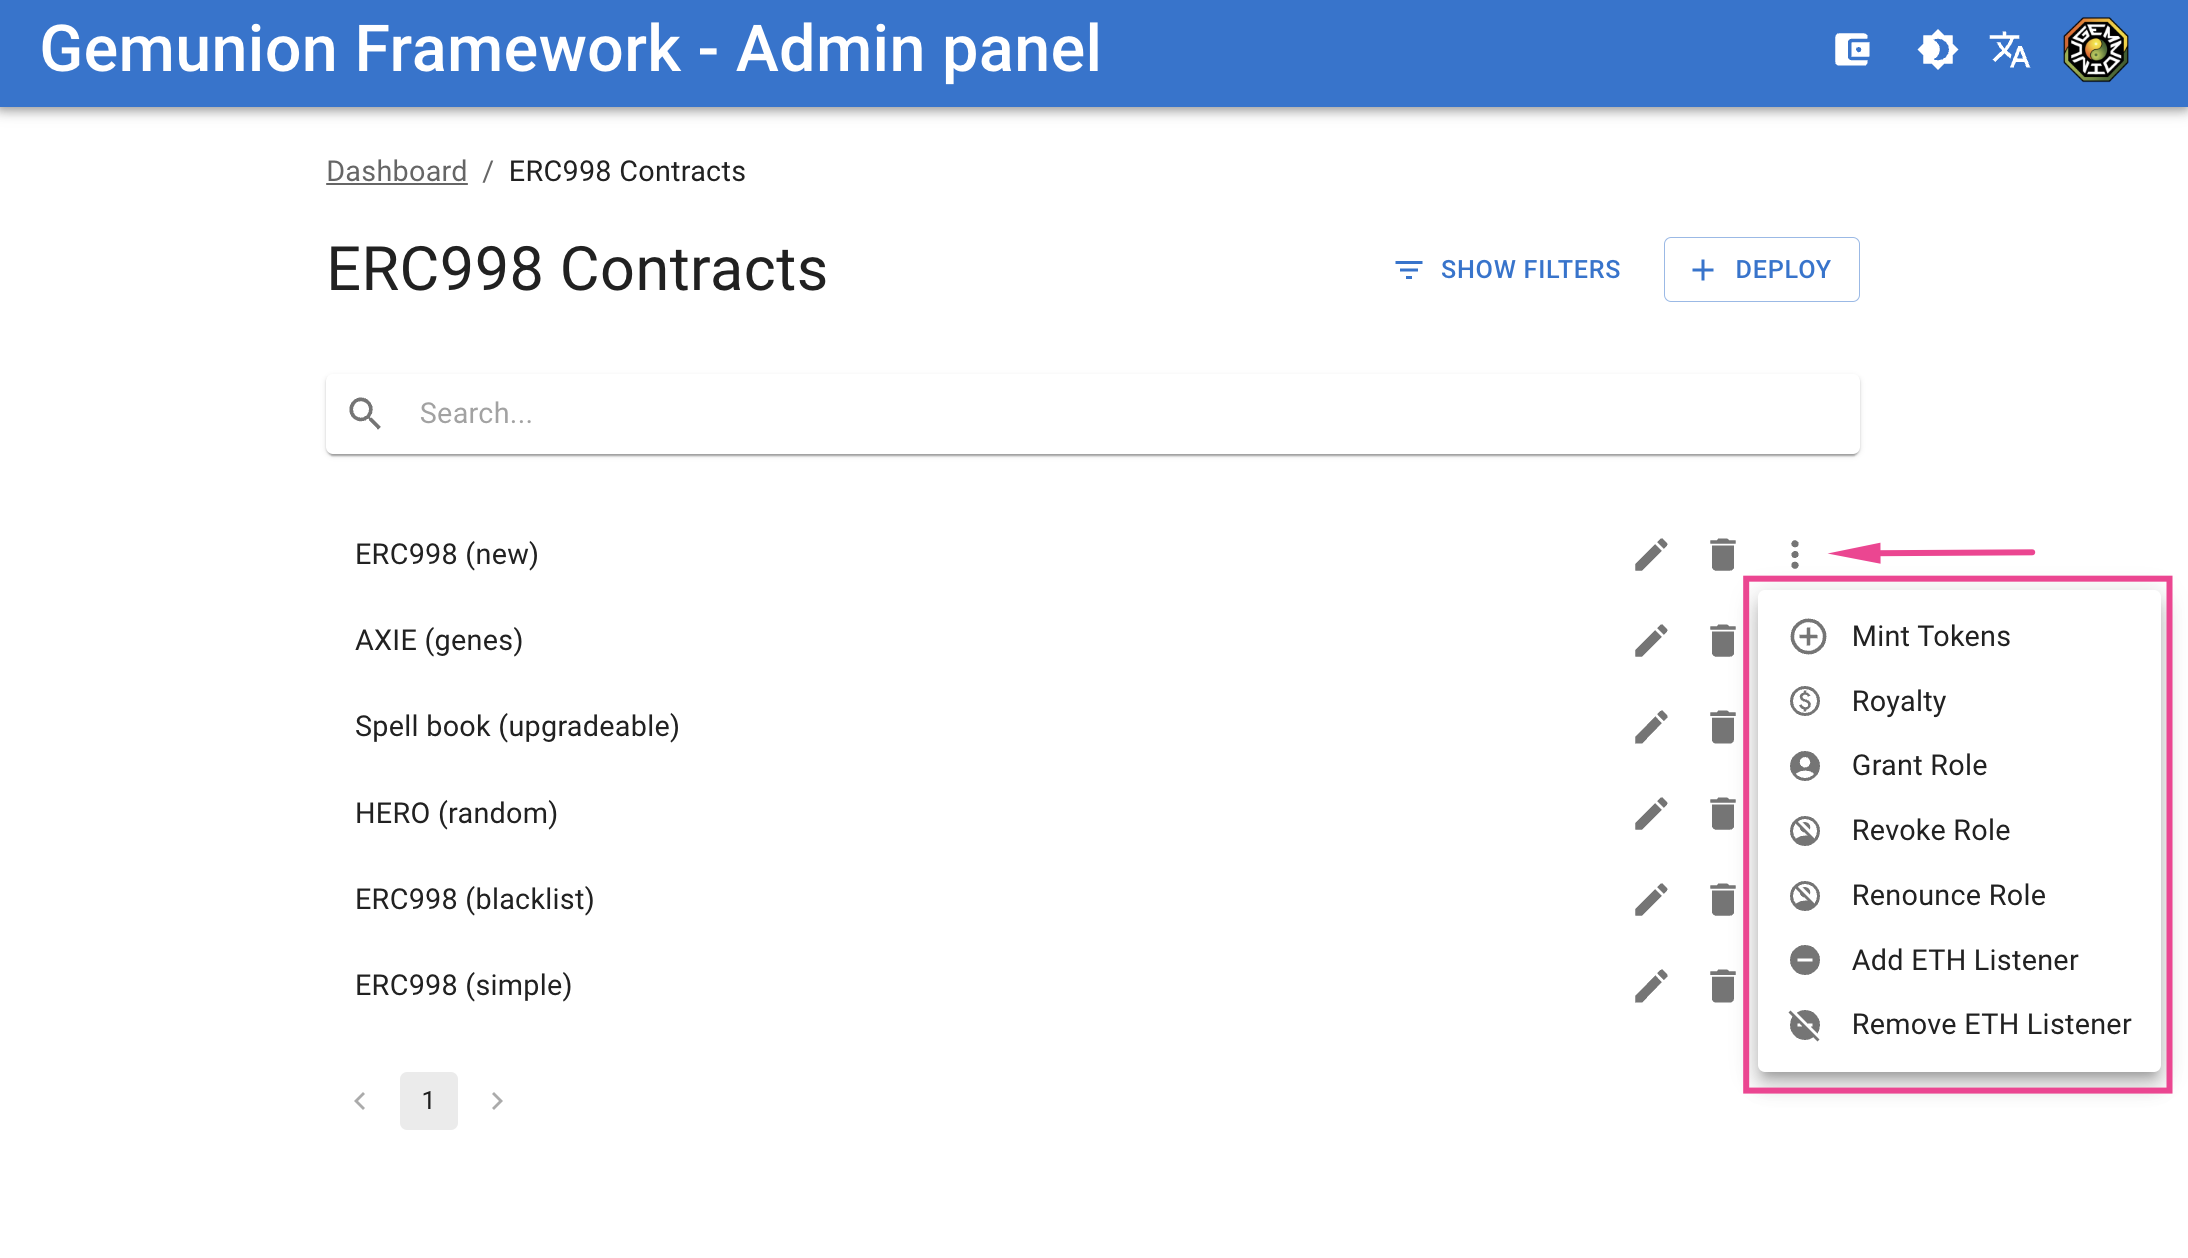 Gemunion Framework - Admin panel
GEMUNION
Dashboard / ERC998 Contracts
ERC998 Contracts
SHOW FILTERS
DEPLOY
Search...
ERC998 (new)
AXIE (genes)
Spell book (upgradeable)
HERO (random)
ERC998 (blacklist)
ERC998 (simple)
Mint Tokens
Royalty
Grant Role
Revoke Role
Renounce Role
Add ETH Listener
Remove ETH Listener
1